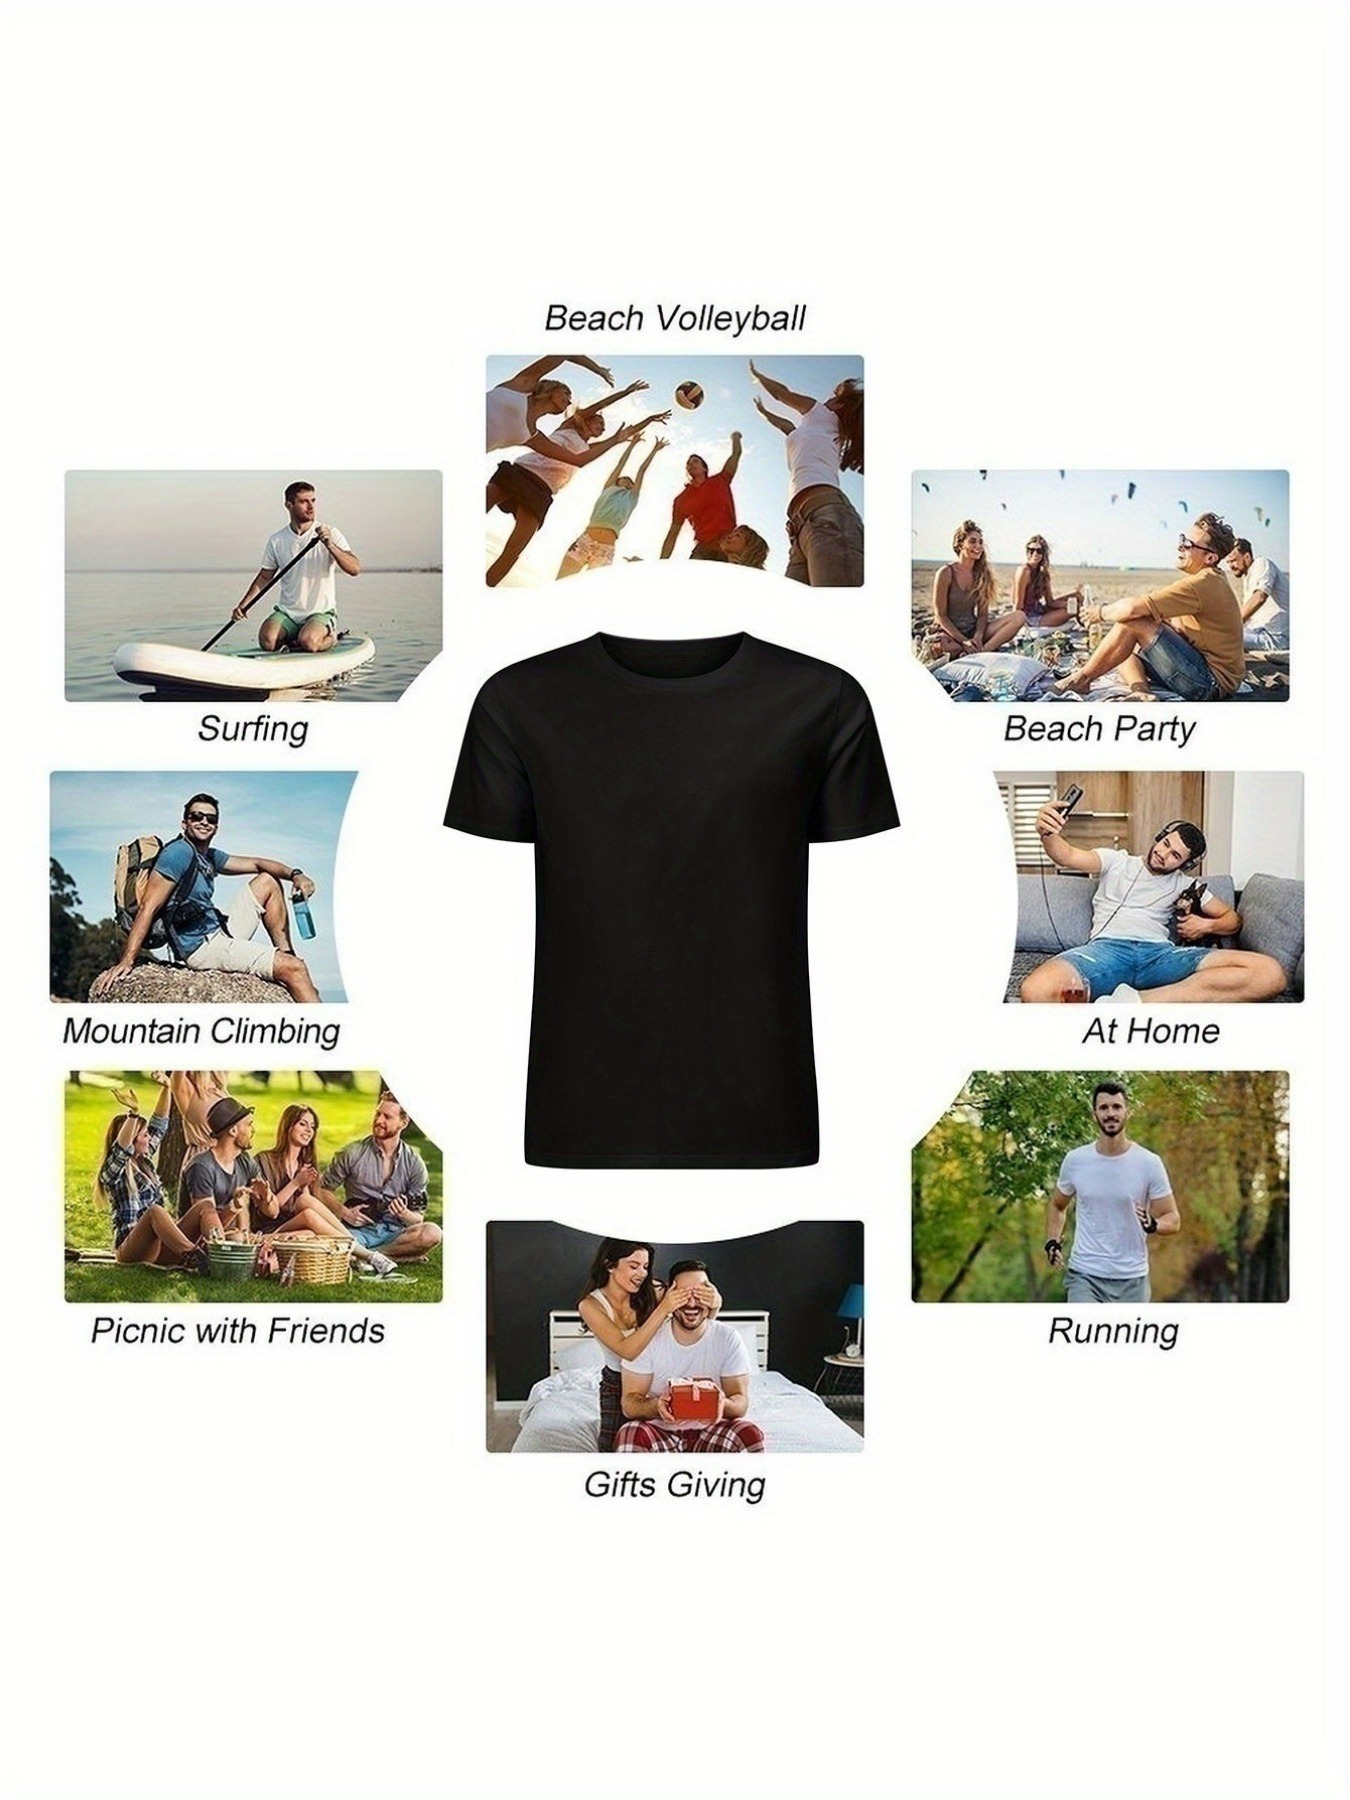 Beach Volleyball
Surfing
Beach Party
Mountain Climbing
At Home
Picnic with Friends
Running
Gifts Giving